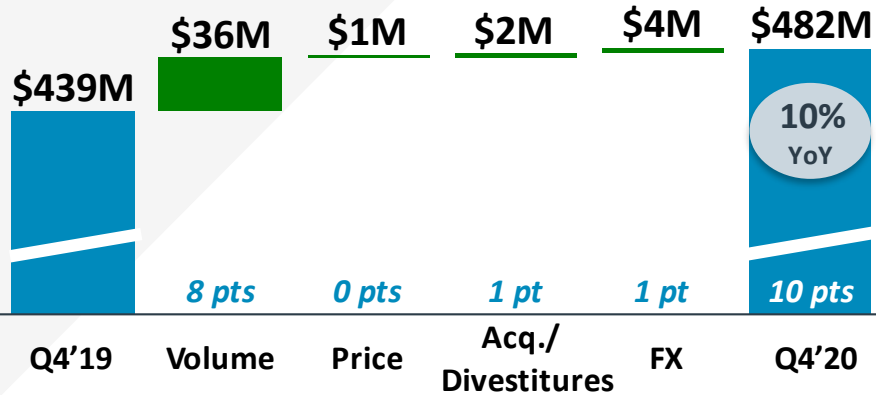 $439M
$36M
$1M
$2M
$4M
$482M
10%
YoY
8 pts
0 pts
1 pt
1 pt
10 pts
Q4’19
Volume
Price
Acq./
Divestitures
FX
Q4’20